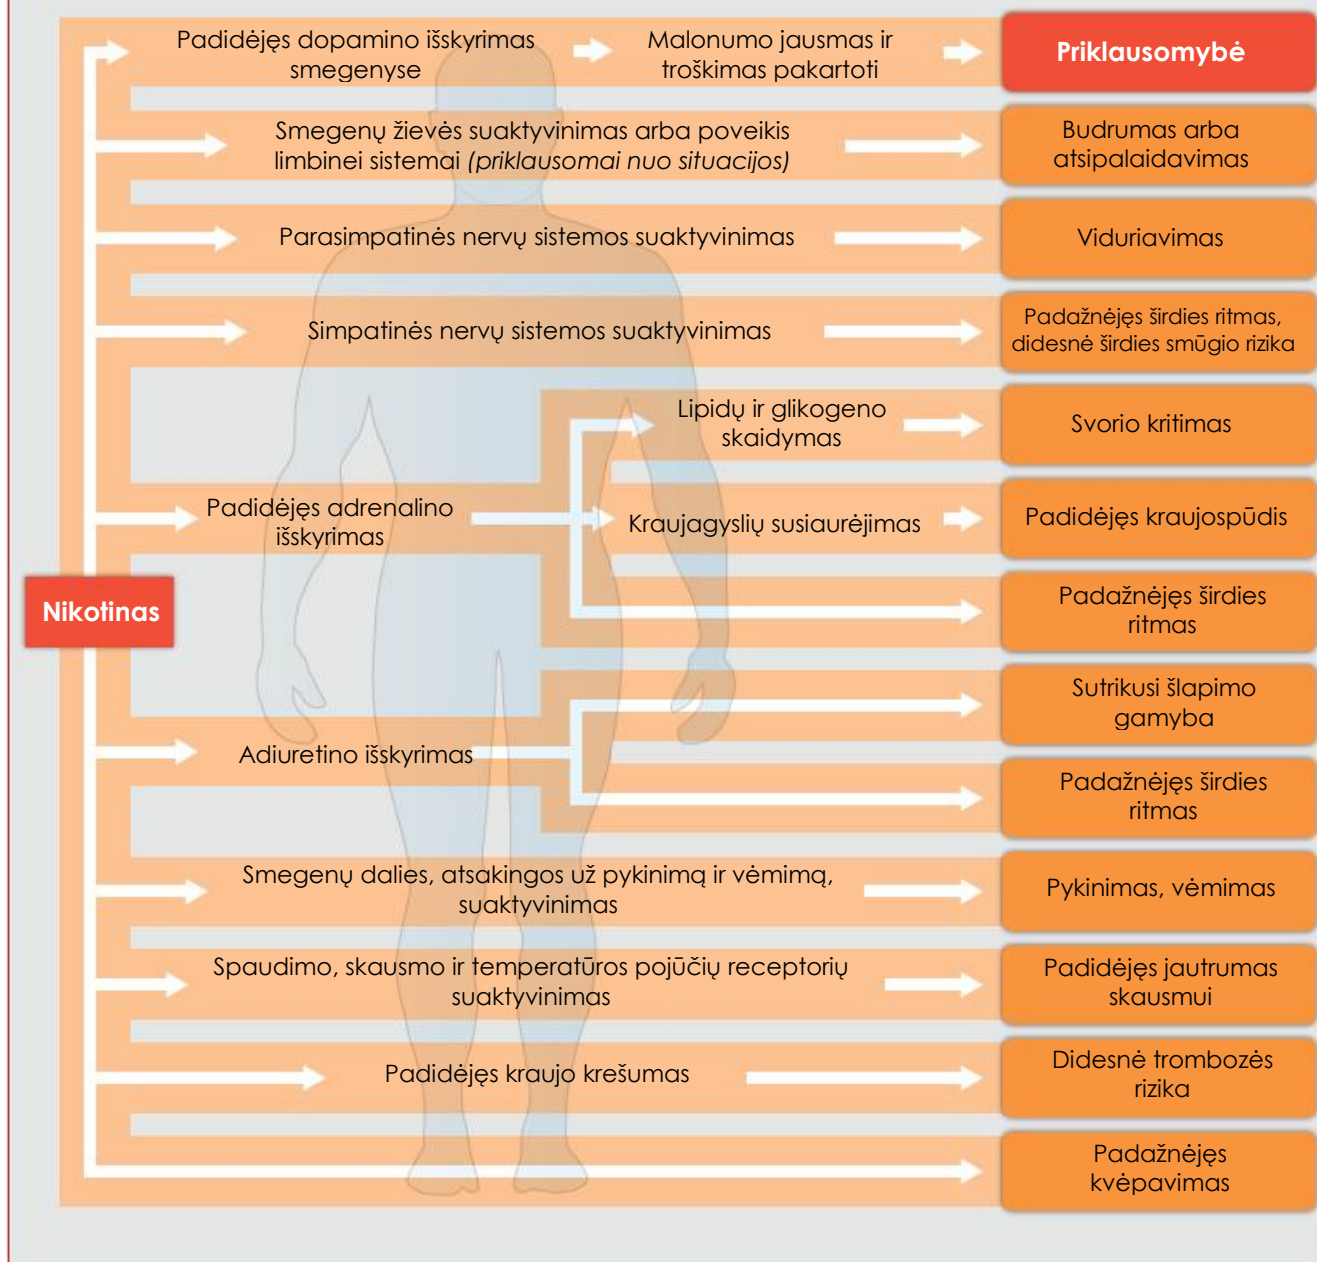 Padidėjęs dopamino išskyrimas
smegenyse
Malonumo jausmas ir
troškimas pakartoti
Priklausomybė
Smegenų žievės suaktyvinimas arba poveikis
limbinei sistemai (priklausomai nuo situacijos)
Budrumas arba
atsipalaidavimas
Parasimpatinės nervų sistemos suaktyvinimas
Viduriavimas
Simpatinės nervų sistemos suaktyvinimas
Padažnėjęs širdies ritmas,
didesnė širdies smūgio rizika
Lipidų ir glikogeno
skaidymas
Svorio kritimas
Padidėjęs adrenalino
išskyrimas
Kraujagyslių susiaurėjimas
Padidėjęs kraujospūdis
Nikotinas
Padažnėjęs širdies
ritmas
Sutrikusi šlapimo
gamyba
Adiuretino išskyrimas
Padažnėjęs širdies
ritmas
Smegenų dalies, atsakingos už pykinimą ir vėmimą,
suaktyvinimas
Pykinimas, vėmimas
Spaudimo, skausmo ir temperatūros pojūčių receptorių
suaktyvinimas
Padidėjęs jautrumas
skausmui
Padidėjęs kraujo krešumas
Didesnė trombozės
rizika
Padažnėjęs
kvėpavimas